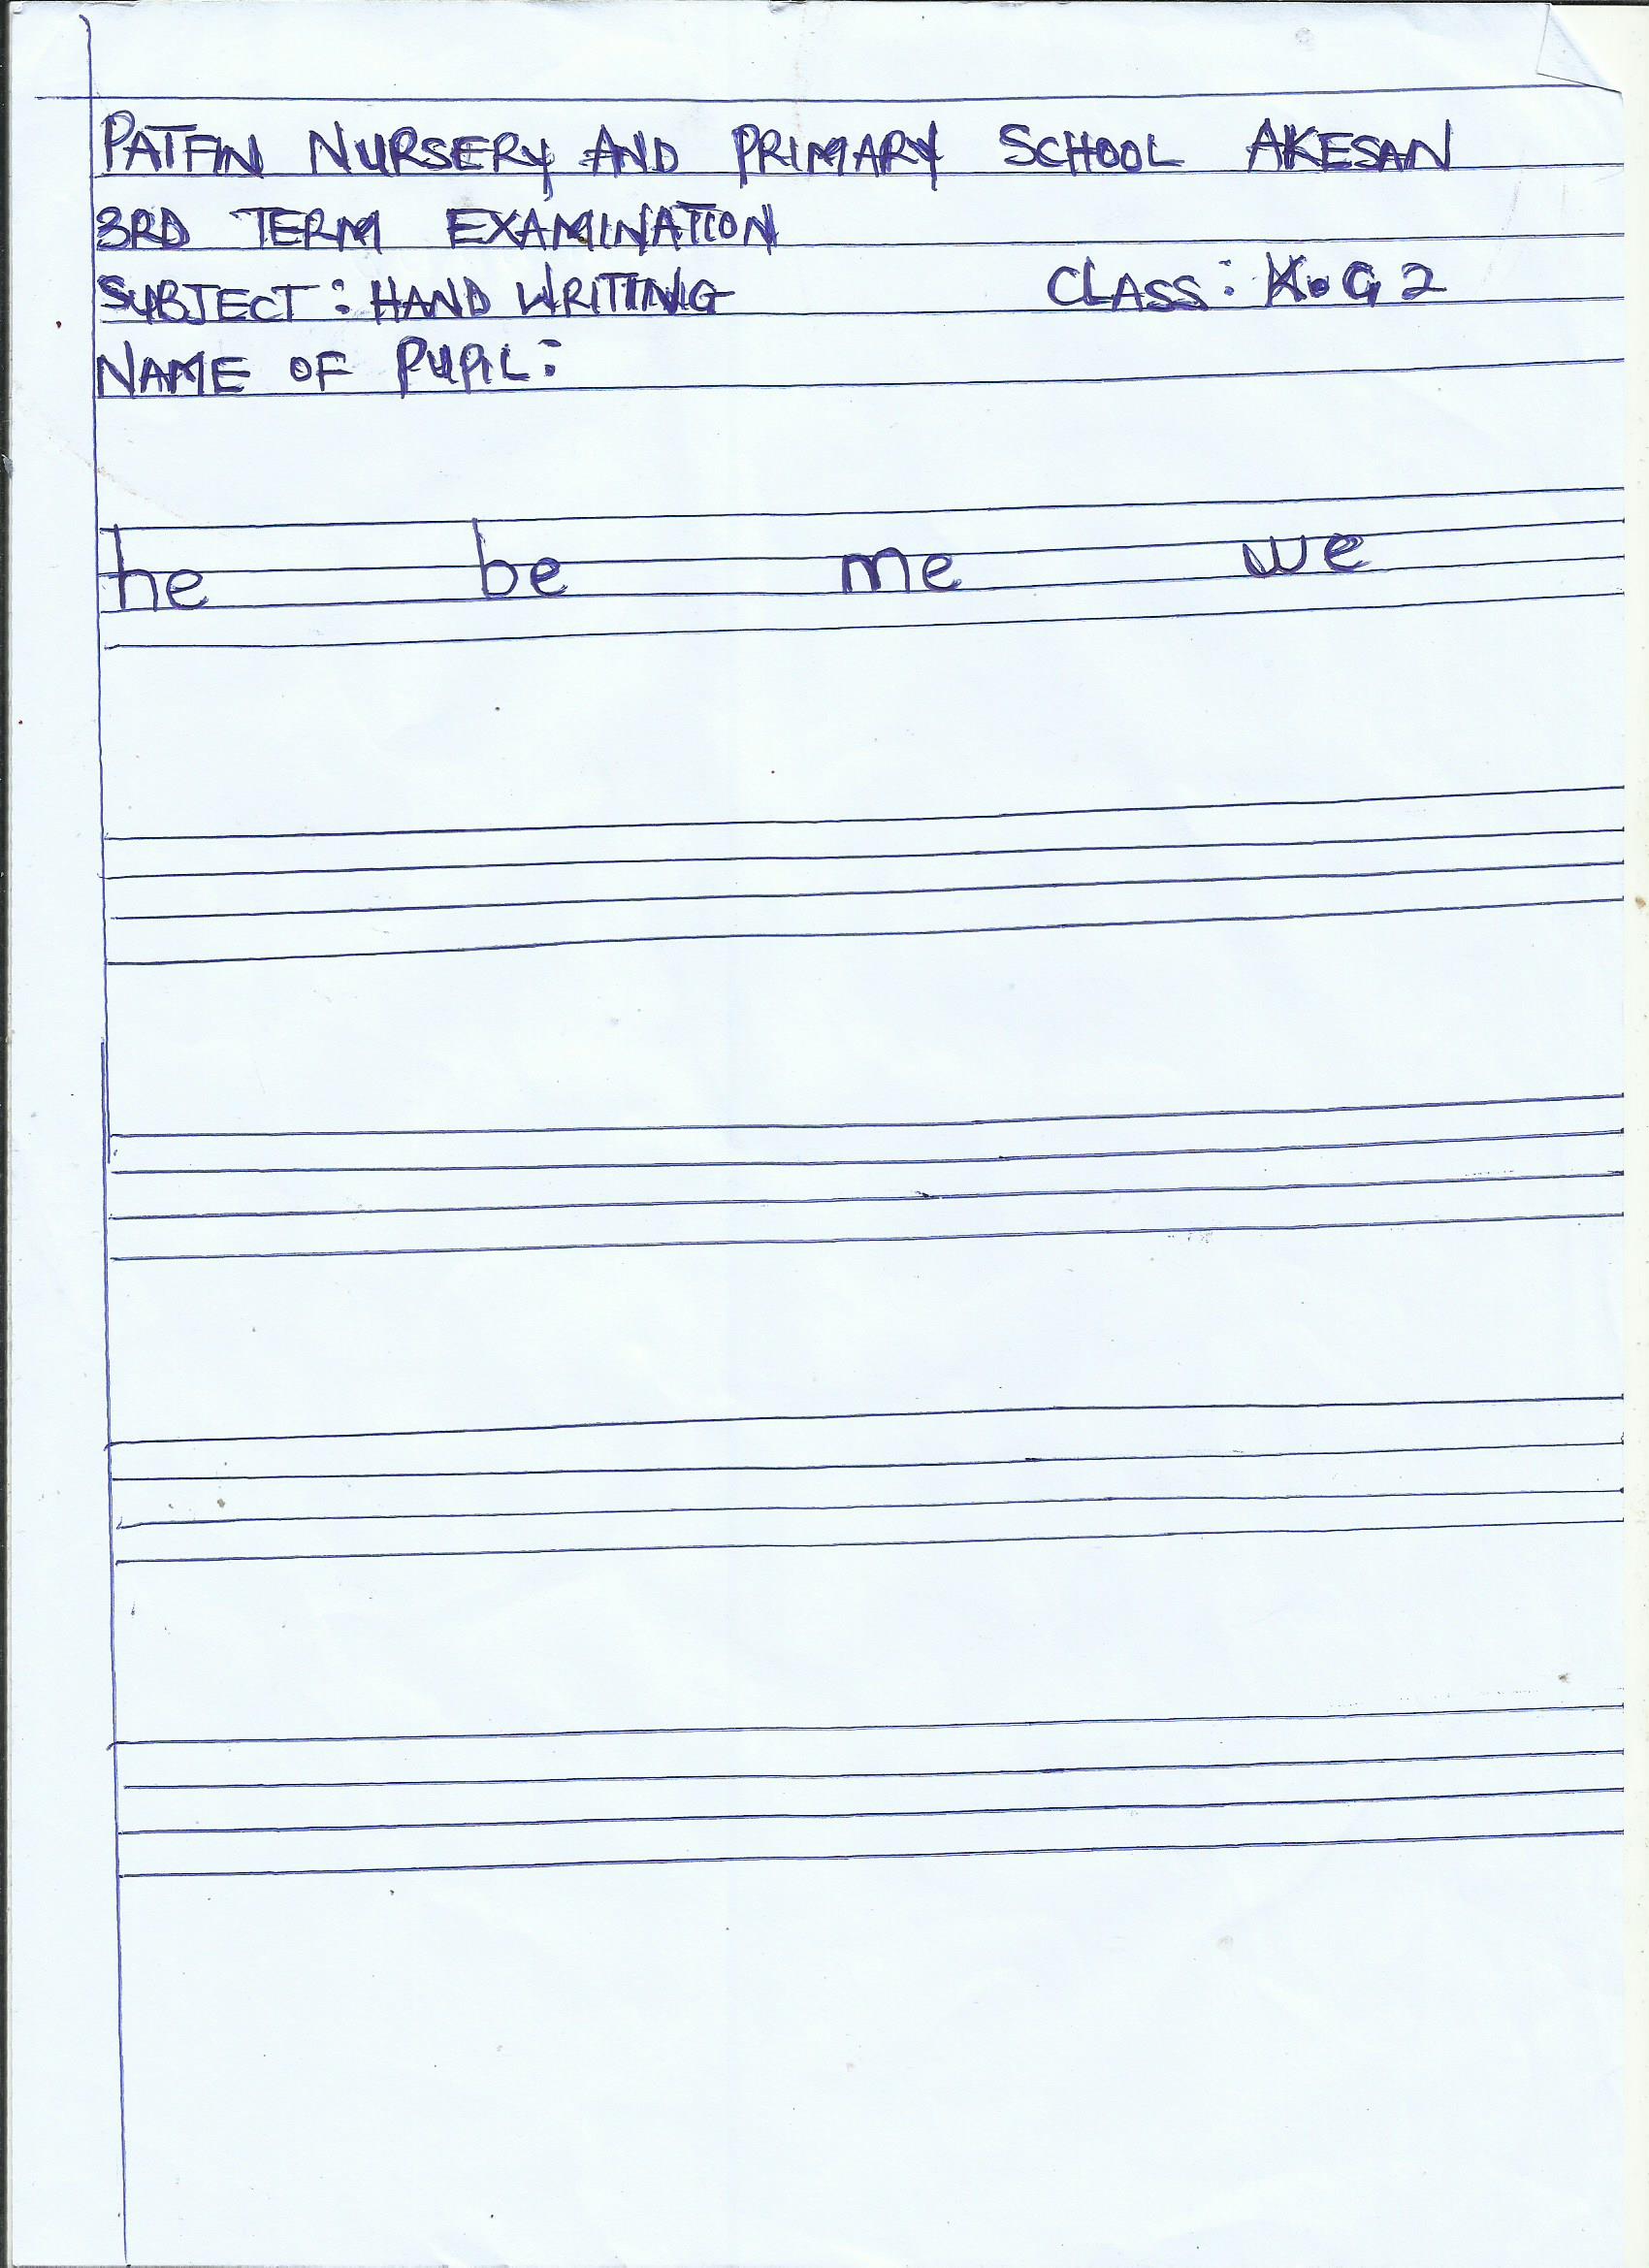 PATFIN NURSERY AND PRIMARY SCHOOL AKESAN
3RD TERM EXAMINATION
SUBJECT: HAND WRITTING CLASS: K.G 2
NAME OF PUPIL:
he be me we